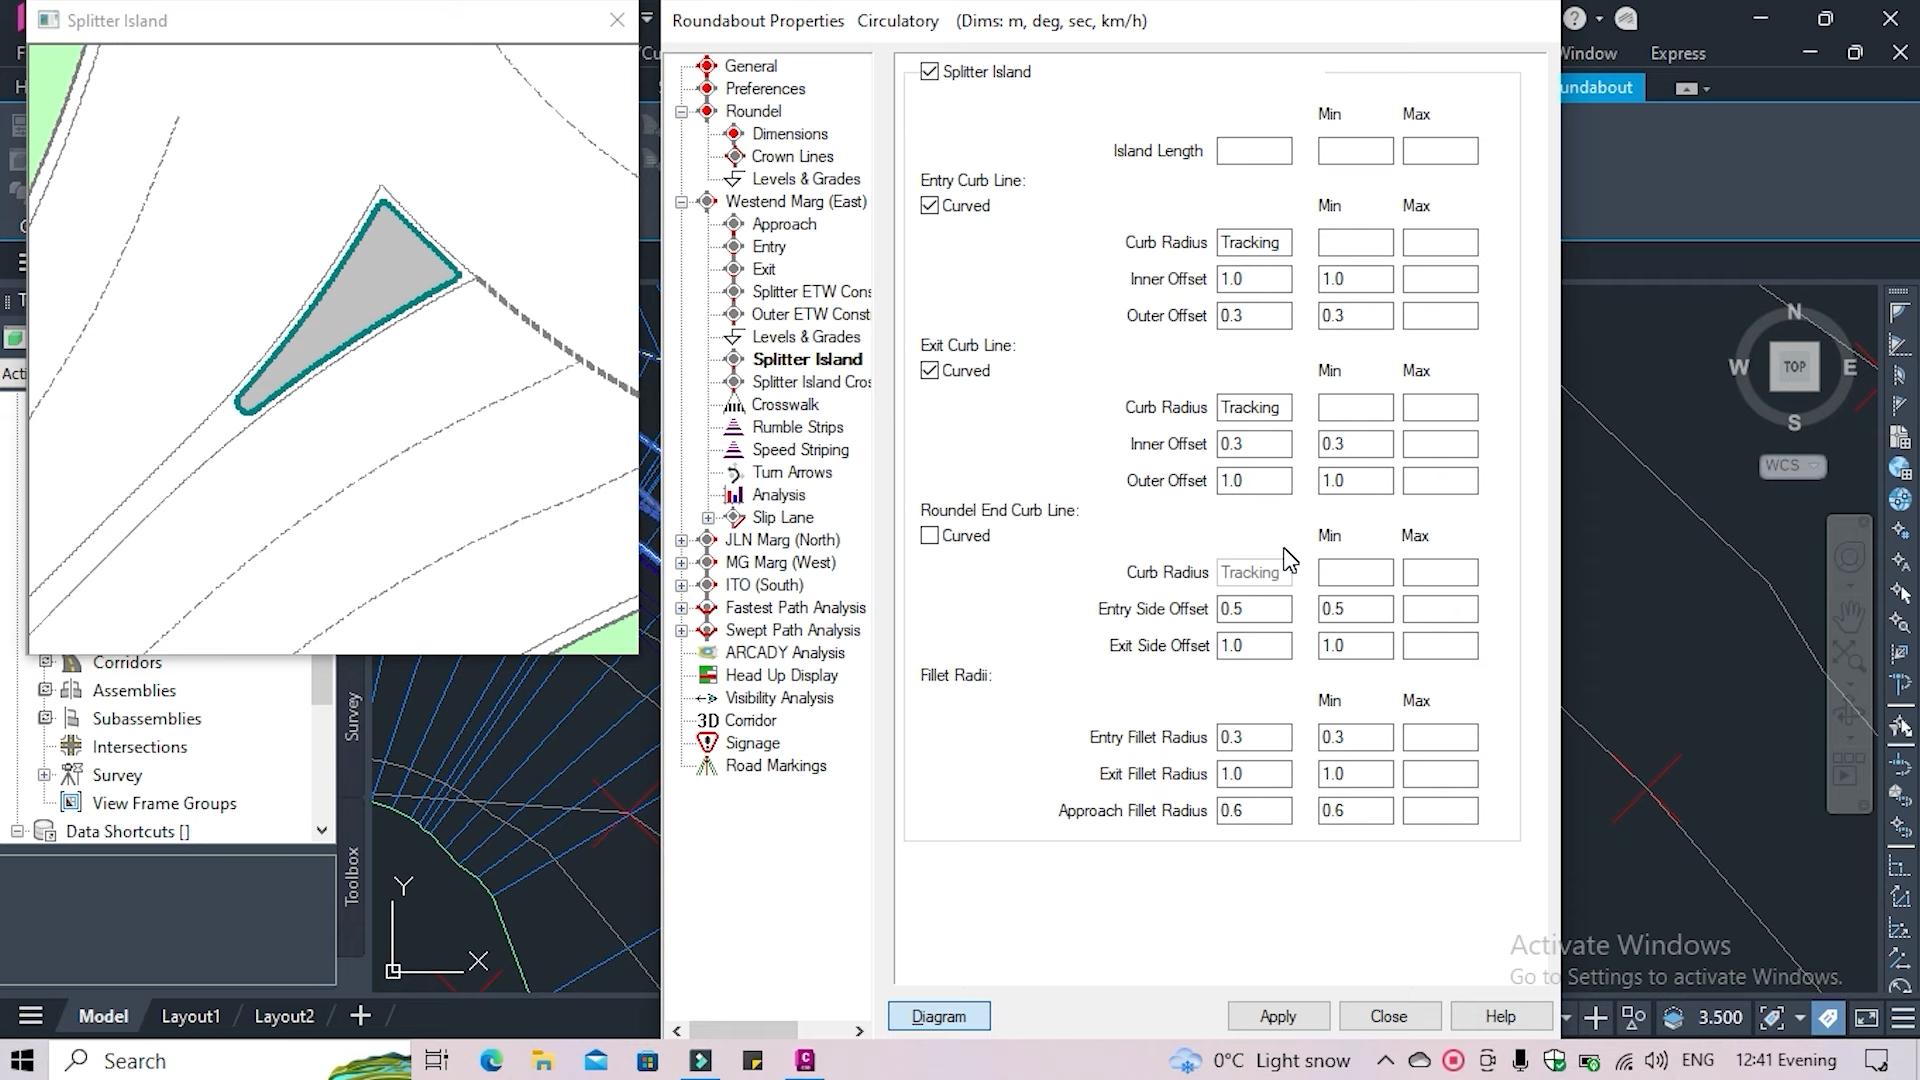 Splitter Island
Roundabout Properties Circulatory (Dims: m, deg, sec, km/h)
Window
Express
General
Preferences
Roundel
Dimensions
Crown Lines
Levels & Grades
Westend Marg (East)
Approach
Entry
Exit
Splitter ETW Cons
Outer ETW Const
Levels & Grades
Splitter Island
Splitter Island Cros
Crosswalk
Rumble Strips
Speed Striping
Turn Arrows
Analysis
Slip Lane
JLN Marg (North)
MG Marg (West)
ITO (South)
Fastest Path Analysis
Swept Path Analysis
ARCADY Analysis
Head Up Display
Visibility Analysis
3D Corridor
Signage
Road Markings
Splitter Island
Min Max
Island Length
Entry Curb Line:
Curved Min Max
Curb Radius Tracking
Inner Offset 1.0 1.0
Outer Offset 0.3 0.3
Exit Curb Line:
Curved Min Max
Curb Radius Tracking
Inner Offset 0.3 0.3
Outer Offset 1.0 1.0
Roundel End Curb Line:
Curved Min Max
Curb Radius Tracking
Entry Side Offset 0.5 0.5
Exit Side Offset 1.0 1.0
Fillet Radii:
Min Max
Entry Fillet Radius 0.3 0.3
Exit Fillet Radius 1.0 1.0
Approach Fillet Radius 0.6 0.6
Diagram Apply Close Help
undabout
N
W TOP E
S
WCS
Acti
Corridors
Assemblies
Subassemblies
Intersections
Survey
View Frame Groups
Data Shortcuts []
Survey
Toolbox
Y
X
Activate Windows
Go to Settings to activate Windows.
Model Layout1 Layout2
3.500
Search
0°C Light snow
ENG
12:41 Evening